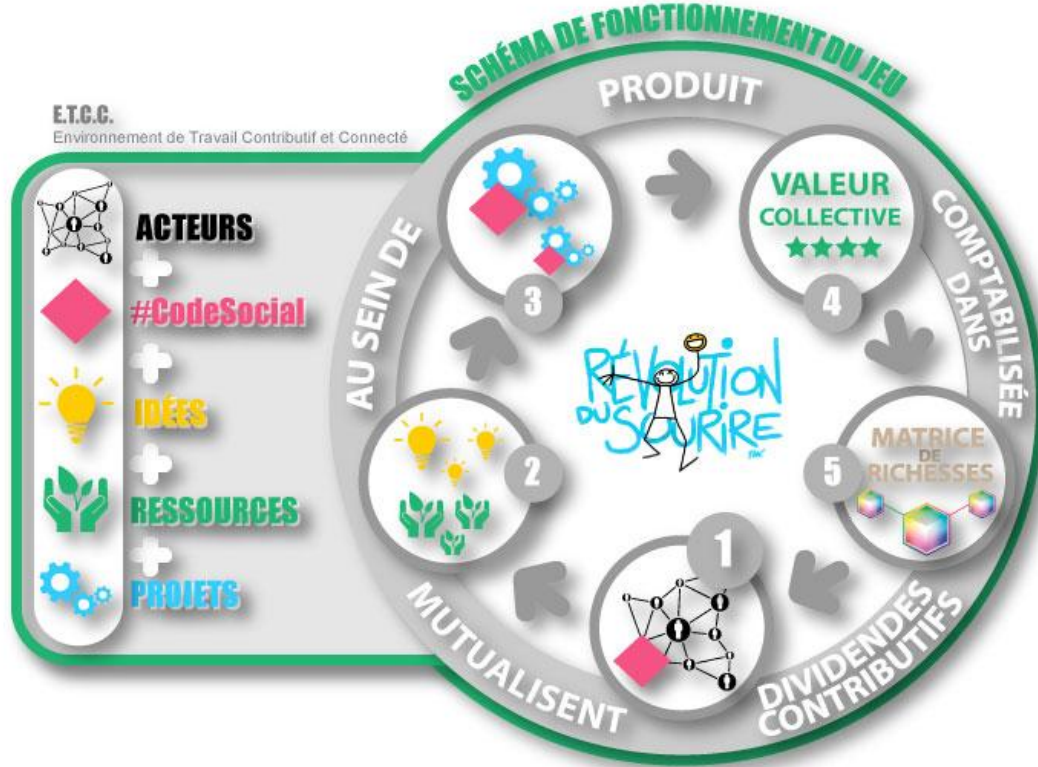 SCHÉMA DE FONCTIONNEMENT DU JEU
E.T.C.C.
Environnement de Travail Contributif et Connecté
ACTEURS
#CodeSocial
IDÉES
RESSOURCES
PROJETS
1
MUTUALISENT
2
AU SEIN DE
3
PRODUIT
4
VALEUR
COLLECTIVE
COMPTABILISÉE
DANS
5
MATRICE
DE
RICHESSES
DIVIDENDES
CONTRIBUTIFS
RÉVOLUTION
DU SOURIRE